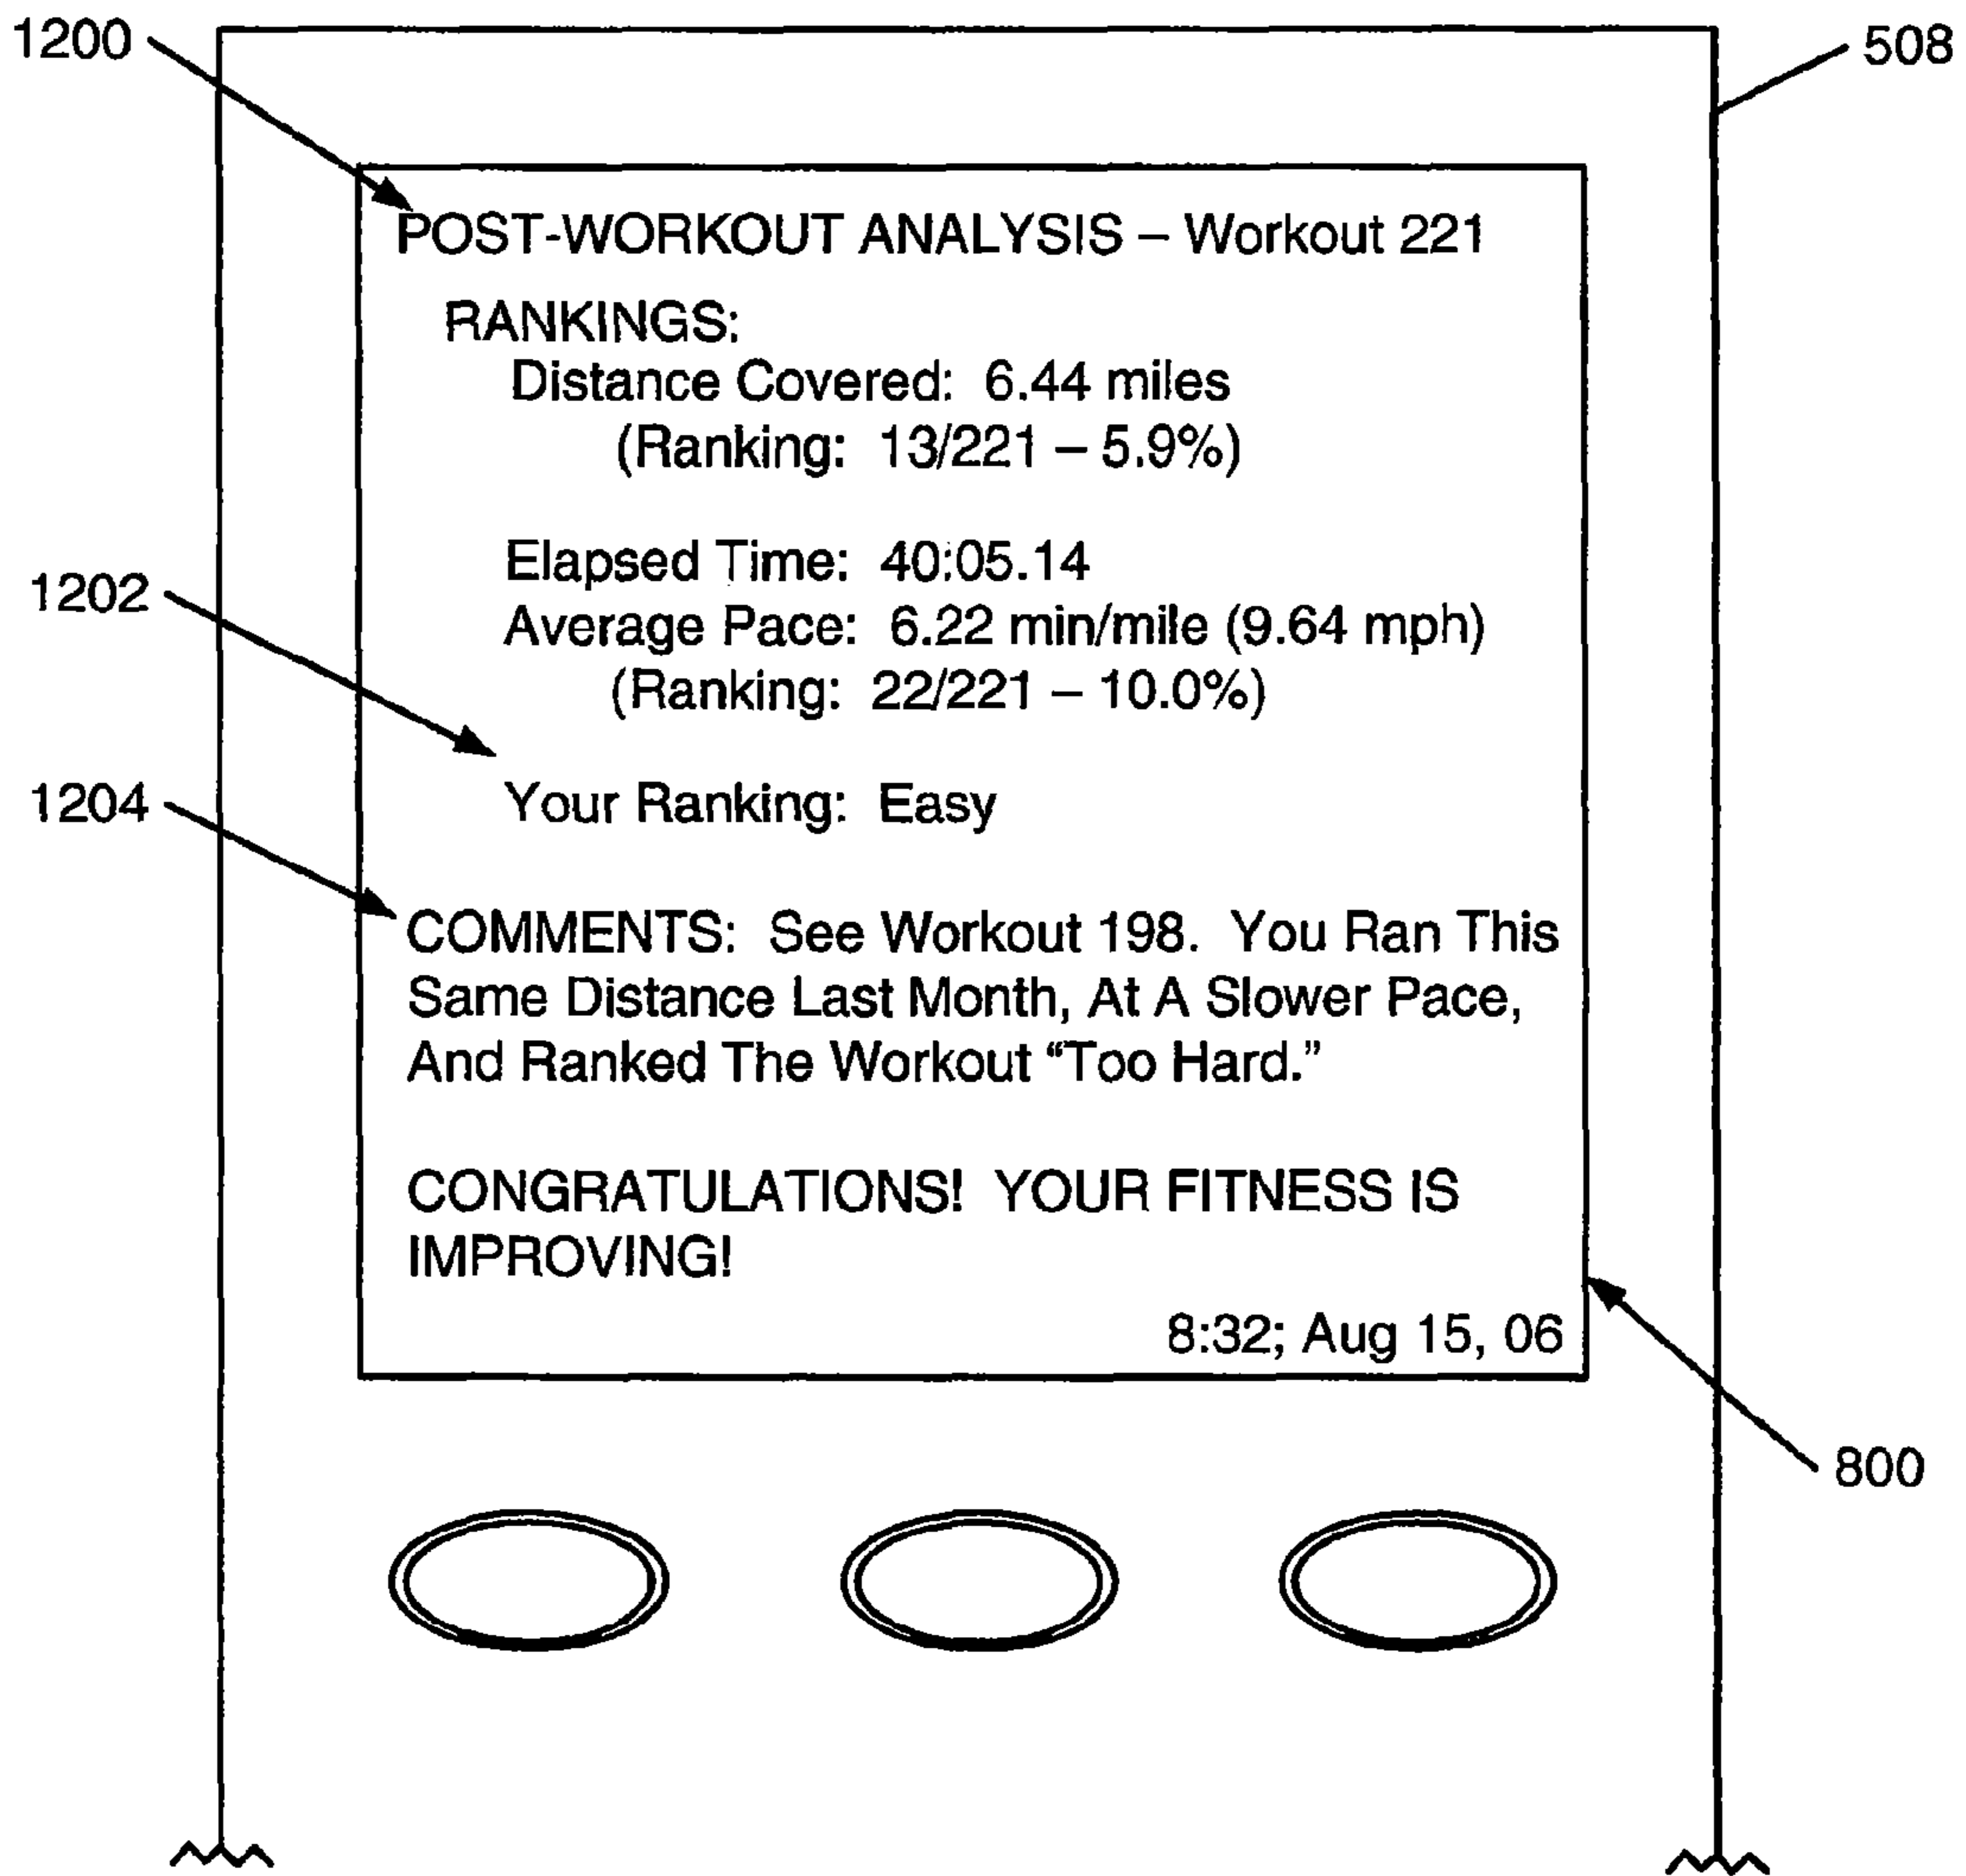 1200
508
POST-WORKOUT ANALYSIS – Workout 221
RANKINGS:
Distance Covered: 6.44 miles
(Ranking: 13/221 – 5.9%)
Elapsed Time: 40:05.14
1202
Average Pace: 6.22 min/mile (9.64 mph)
(Ranking: 22/221 – 10.0%)
1204
Your Ranking: Easy
COMMENTS: See Workout 198. You Ran This
Same Distance Last Month, At A Slower Pace,
And Ranked The Workout “Too Hard.”
CONGRATULATIONS! YOUR FITNESS IS
IMPROVING!
8:32; Aug 15, 06
800